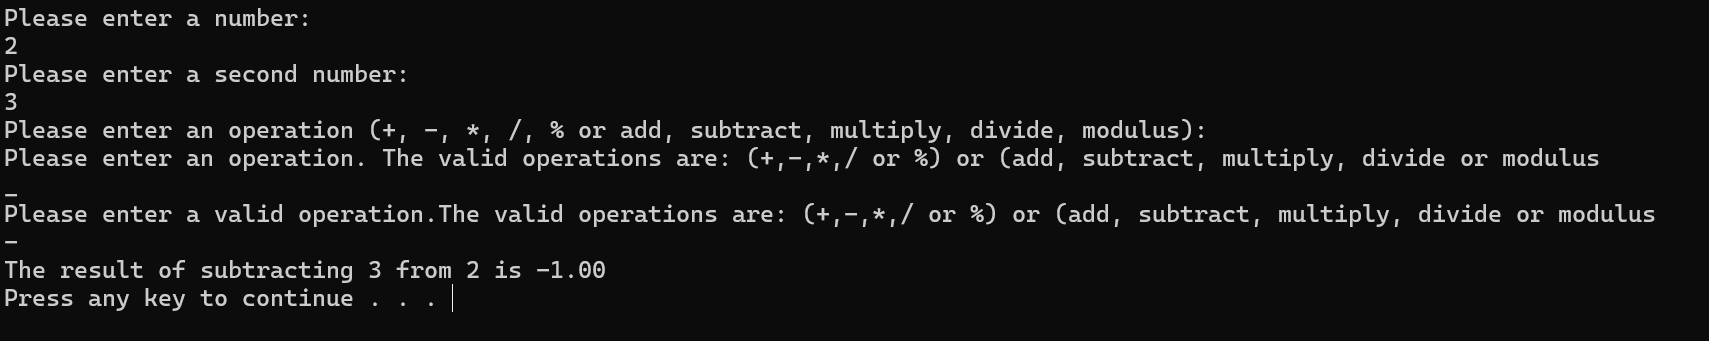 Please enter a number:
2
Please enter a second number:
3
Please enter an operation (+, -, *, /, % or add, subtract, multiply, divide, modulus):
Please enter an operation. The valid operations are: (+,-,*,/ or %) or (add, subtract, multiply, divide or modulus
_
Please enter a valid operation.The valid operations are: (+,-,*,/ or %) or (add, subtract, multiply, divide or modulus
-
The result of subtracting 3 from 2 is -1.00
Press any key to continue . . .